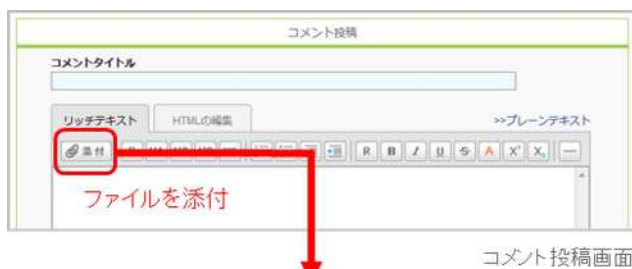 コメント投稿
コメントタイトル
リッチテキスト HTMLの編集 >>プレーンテキスト
添付 R B I U S A X² X₂
ファイルを添付
コメント投稿画面